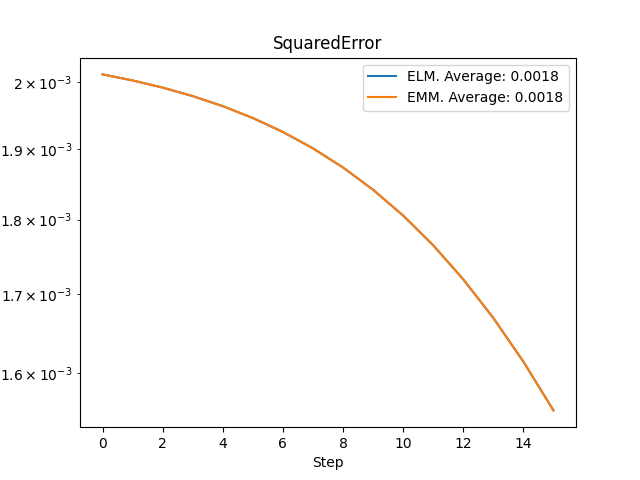 SquaredError
ELM. Average: 0.0018
EMM. Average: 0.0018
2 × 10⁻³
1.9 × 10⁻³
1.8 × 10⁻³
1.7 × 10⁻³
1.6 × 10⁻³
0 2 4 6 8 10 12 14
Step